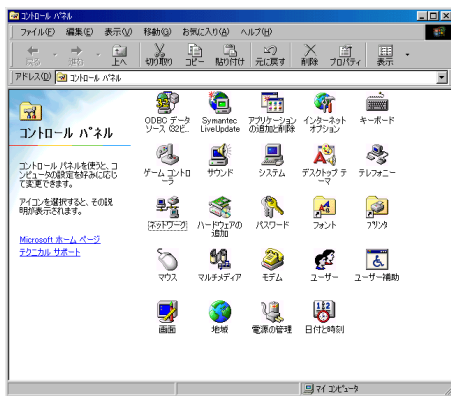 コントロール パネル
ファイル(F) 編集(E) 表示(V) 移動(G) お気に入り(A) ヘルプ(H)
戻る 進む 上へ 切り取り コピー 貼り付け 元に戻す 削除 プロパティ 表示
アドレス(D) コントロール パネル
コントロール パネル
コントロール パネルを使うと、コ
ンピュータの設定を好みに応じ
て変更できます。
アイコンを選択すると、その説
明が表示されます。
Microsoft ホーム ページ
テクニカル サポート
ODBC データ
ソース (32ビ...
Symantec
LiveUpdate
アプリケーション
の追加と削除
インターネット
オプション
キーボード
ゲーム コントロ
ーラ
サウンド
システム
デスクトップ テ
ーマ
テレフォニー
ネットワーク
ハードウェアの
追加
パスワード
フォント
プリンタ
マウス
マルチメディア
モデム
ユーザー
ユーザー補助
画面
地域
電源の管理
日付と時刻
マイ コンピュータ